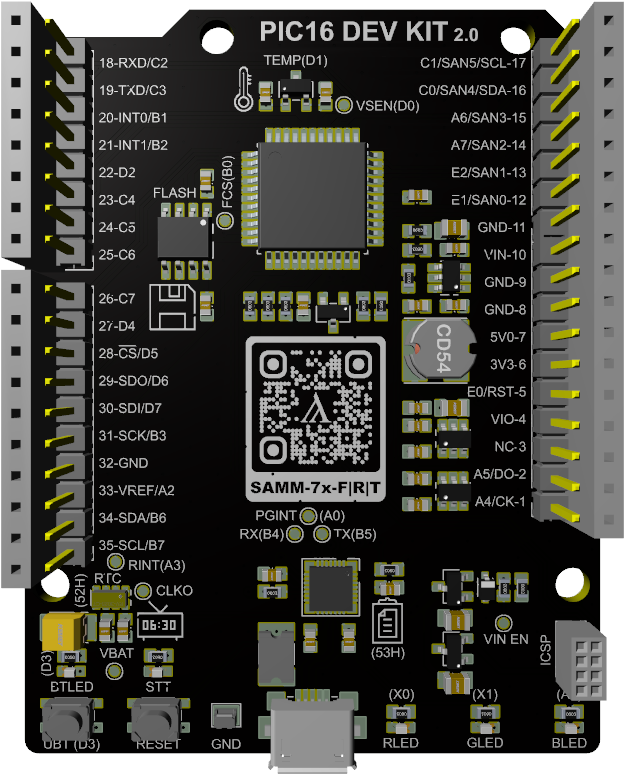 PIC16 DEV KIT 2.0
TEMP(D1)
VSEN(D0)
18-RXD/C2
19-TXD/C3
20-INT0/B1
21-INT1/B2
22-D2
23-C4
24-C5
25-C6
FLASH
FCS(B0)
C1/SAN5/SCL-17
C0/SAN4/SDA-16
A6/SAN3-15
A7/SAN2-14
E2/SAN1-13
E1/SAN0-12
GND-11
VIN-10
GND-9
GND-8
5V0-7
3V3-6
E0/RST-5
VIO-4
NC-3
A5/DO-2
A4/CK-1
26-C7
27-D4
28-CS/D5
29-SDO/D6
30-SDI/D7
31-SCK/B3
32-GND
33-VREF/A2
34-SDA/B6
35-SCL/B7
CD54
SAMM-7x-F|R|T
PGINT (A0)
RX(B4) TX(B5)
RINT(A3)
(52H)
RTC
CLKO
06:30
(D3)
VBAT
BTLED
STT
UBT (D3)
RESET
GND
(53H)
VIN EN
ICSP
(X0)
(X1)
RLED
GLED
BLED